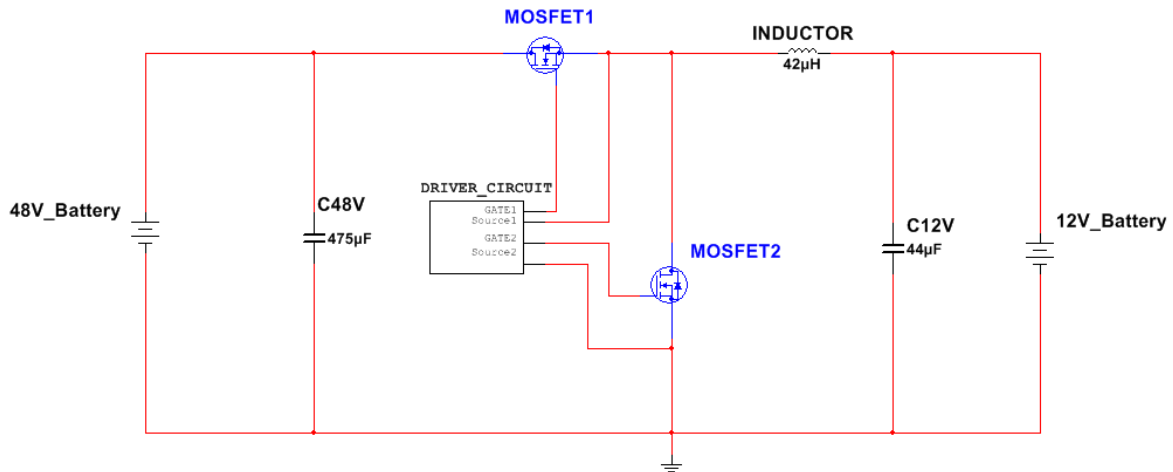 MOSFET1
INDUCTOR
42µH
DRIVER_CIRCUIT
GATE1
Source1
GATE2
Source2
48V_Battery
C48V
475µF
MOSFET2
C12V
44µF
12V_Battery